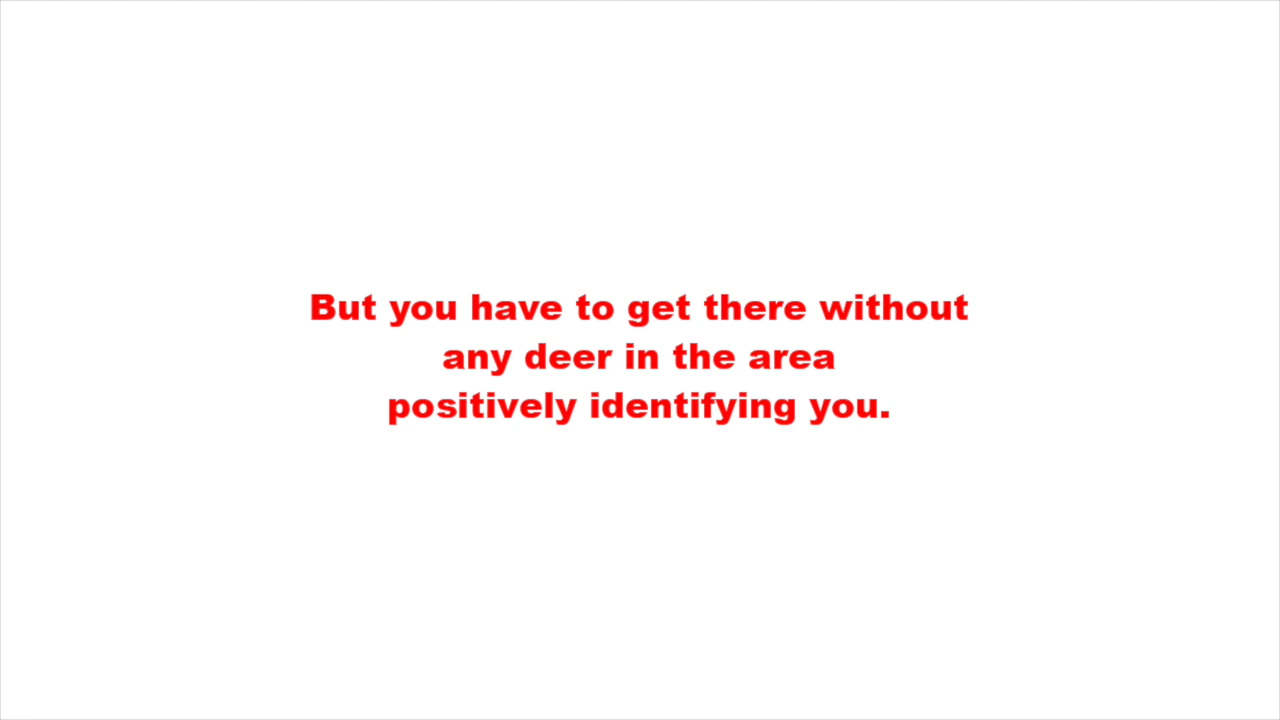 But you have to get there without
any deer in the area
positively identifying you.